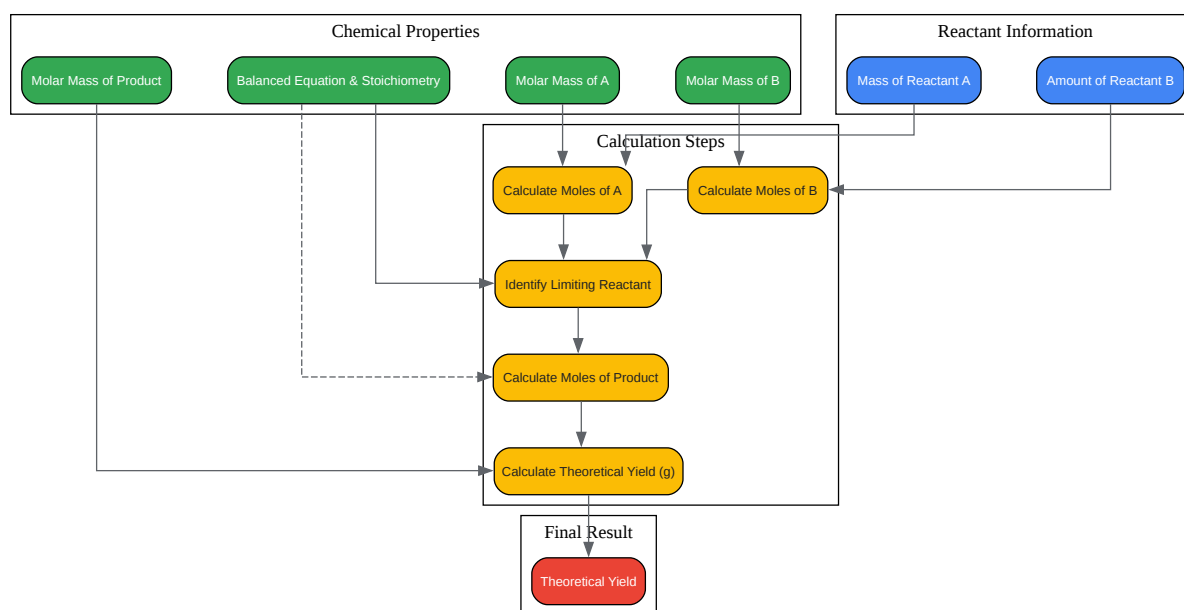 Chemical Properties
Reactant Information
Molar Mass of Product
Balanced Equation & Stoichiometry
Molar Mass of A
Molar Mass of B
Mass of Reactant A
Amount of Reactant B
Calculation Steps
Calculate Moles of A
Calculate Moles of B
Identify Limiting Reactant
Calculate Moles of Product
Calculate Theoretical Yield (g)
Final Result
Theoretical Yield